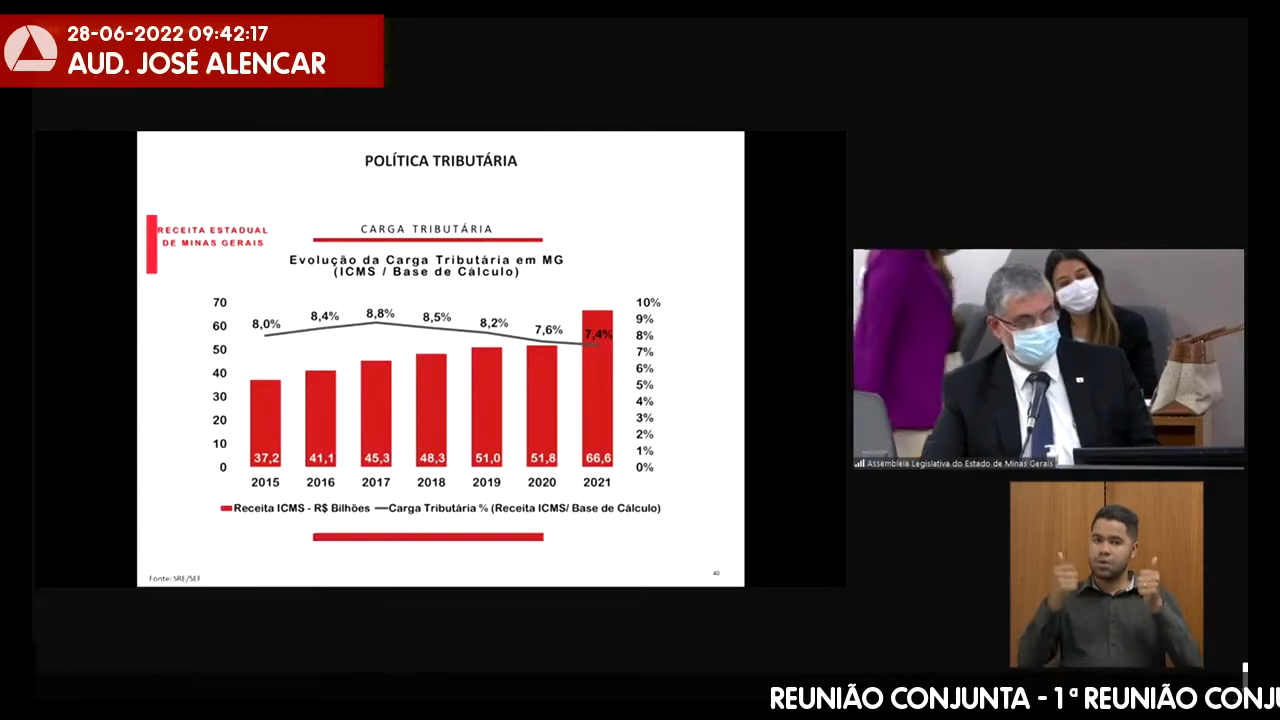 28-06-2022 09:42:17
AUD. JOSÉ ALENCAR
POLÍTICA TRIBUTÁRIA
RECEITA ESTADUAL
DE MINAS GERAIS
CARGA TRIBUTÁRIA
Evolução da Carga Tributária em MG
(ICMS / Base de Cálculo)
70 10%
60 9%
50 8%
40 7%
30 6%
20 5%
10 4%
0 3%
2%
1%
0%
8,0% 8,4% 8,8% 8,5% 8,2% 7,6% 7,4%
37,2 41,1 45,3 48,3 51,0 51,8 66,6
2015 2016 2017 2018 2019 2020 2021
Receita ICMS - R$ Bilhões Carga Tributária % (Receita ICMS/ Base de Cálculo)
Fonte: SRE/SEF
40
Assembleia Legislativa do Estado de Minas Gerais
REUNIÃO CONJUNTA - 1ª REUNIÃO CONJU